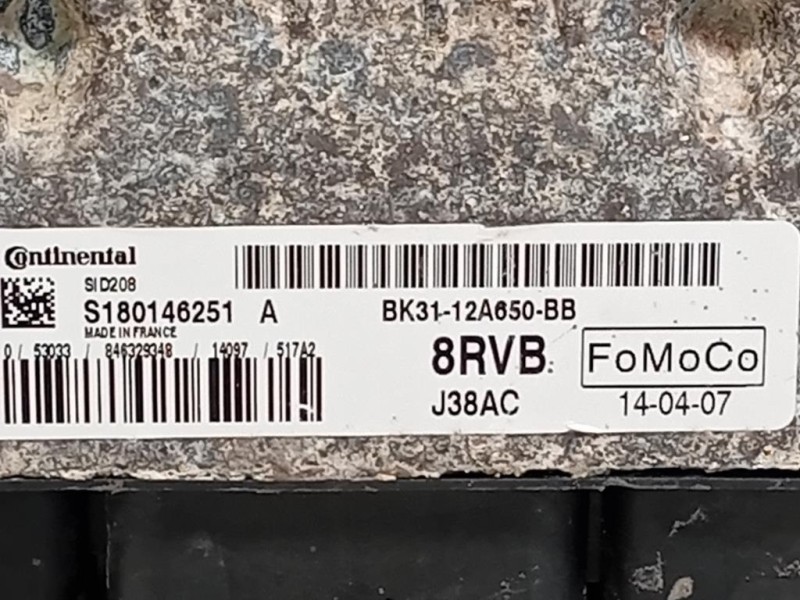 Continental
SID208
S180146251 A BK31-12A650-BB
MADE IN FRANCE
0 / 53033 / 846329348 / 14097 / 517A2
8RVB FoMoCo
J38AC 14-04-07